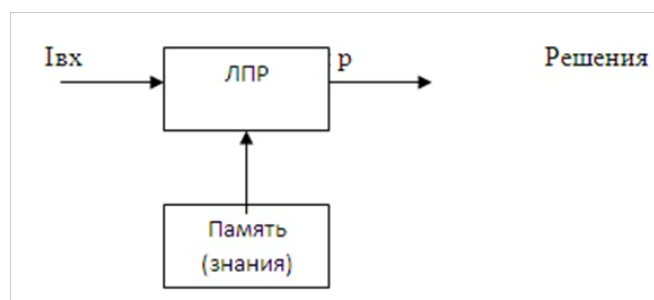 Iвх
ЛПР
р
Решения
Память
(знания)